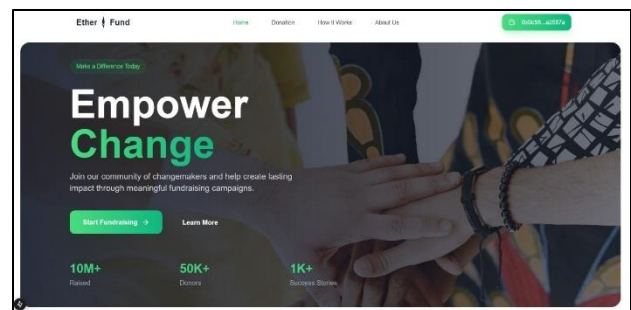 Ether Fund
Home Donation How It Works About Us
Make a Difference Today
Empower
Change
Join our community of changemakers and help create lasting
impact through meaningful fundraising campaigns.
Start Fundraising → Learn More
10M+ 50K+ 1K+
Raised Donors Success Stories